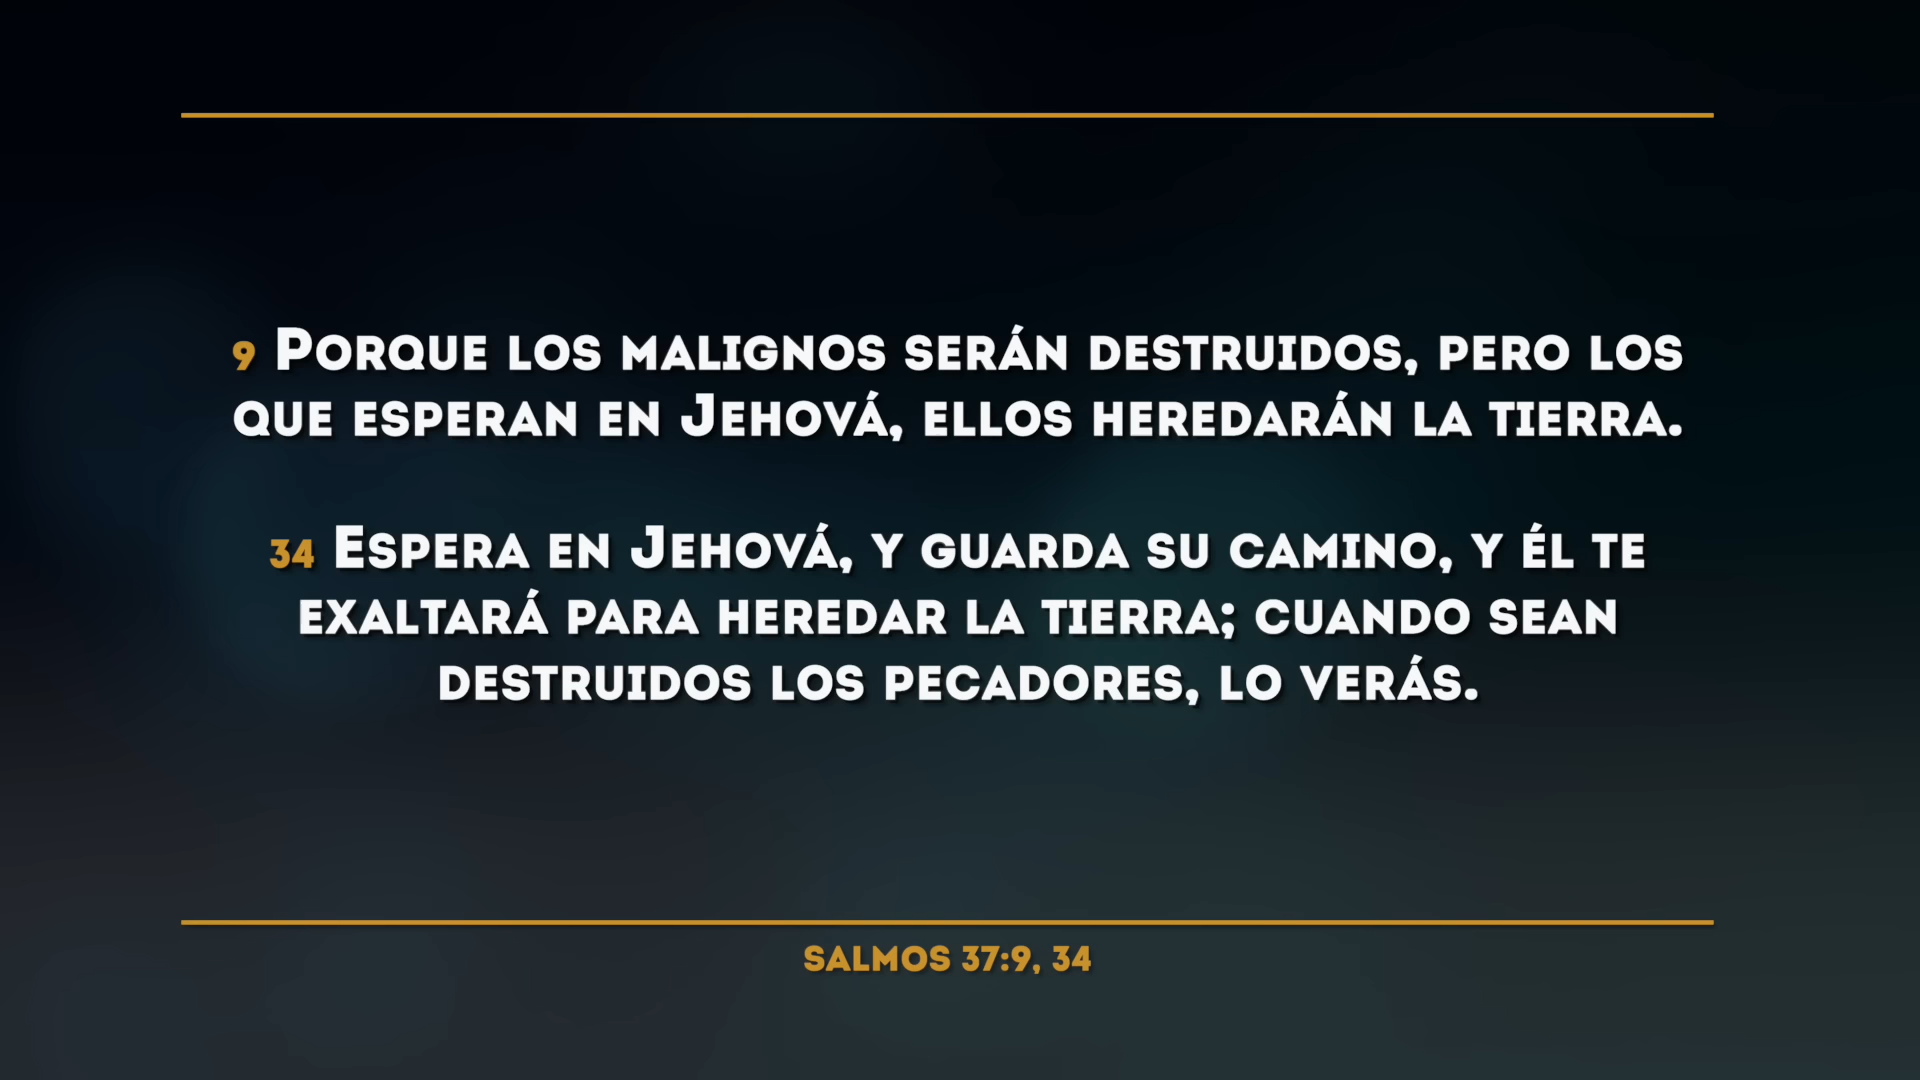 9 Porque los malignos serán destruidos, pero los
que esperan en Jehová, ellos heredarán la tierra.
34 Espera en Jehová, y guarda su camino, y él te
exaltará para heredar la tierra; cuando sean
destruidos los pecadores, lo verás.
SALMOS 37:9, 34